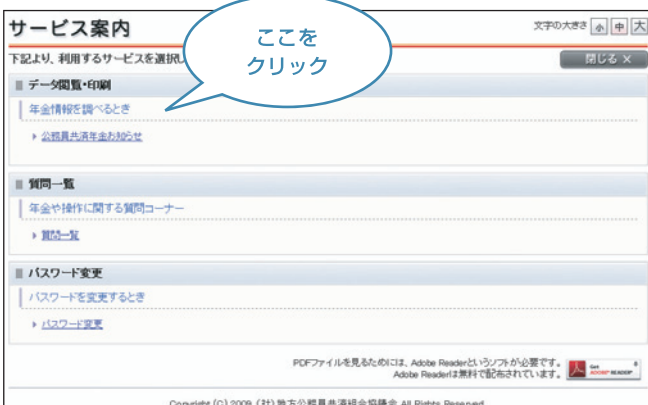 サービス案内
文字の大きさ 小 中 大
ここを
クリック
下記より、利用するサービスを選択し
閉じる ×
データ閲覧・印刷
年金情報を調べるとき
公務員共済年金お知らせ
質問一覧
年金や操作に関する質問コーナー
質問一覧
パスワード変更
パスワードを変更するとき
パスワード変更
PDFファイルを見るためには、Adobe Readerというソフトが必要です。
Adobe Readerは無料で配布されています。
Get
ADOBE® READER®
Copyright (C) 2009 (社)地方公務員共済組合協議会 All Rights Reserved